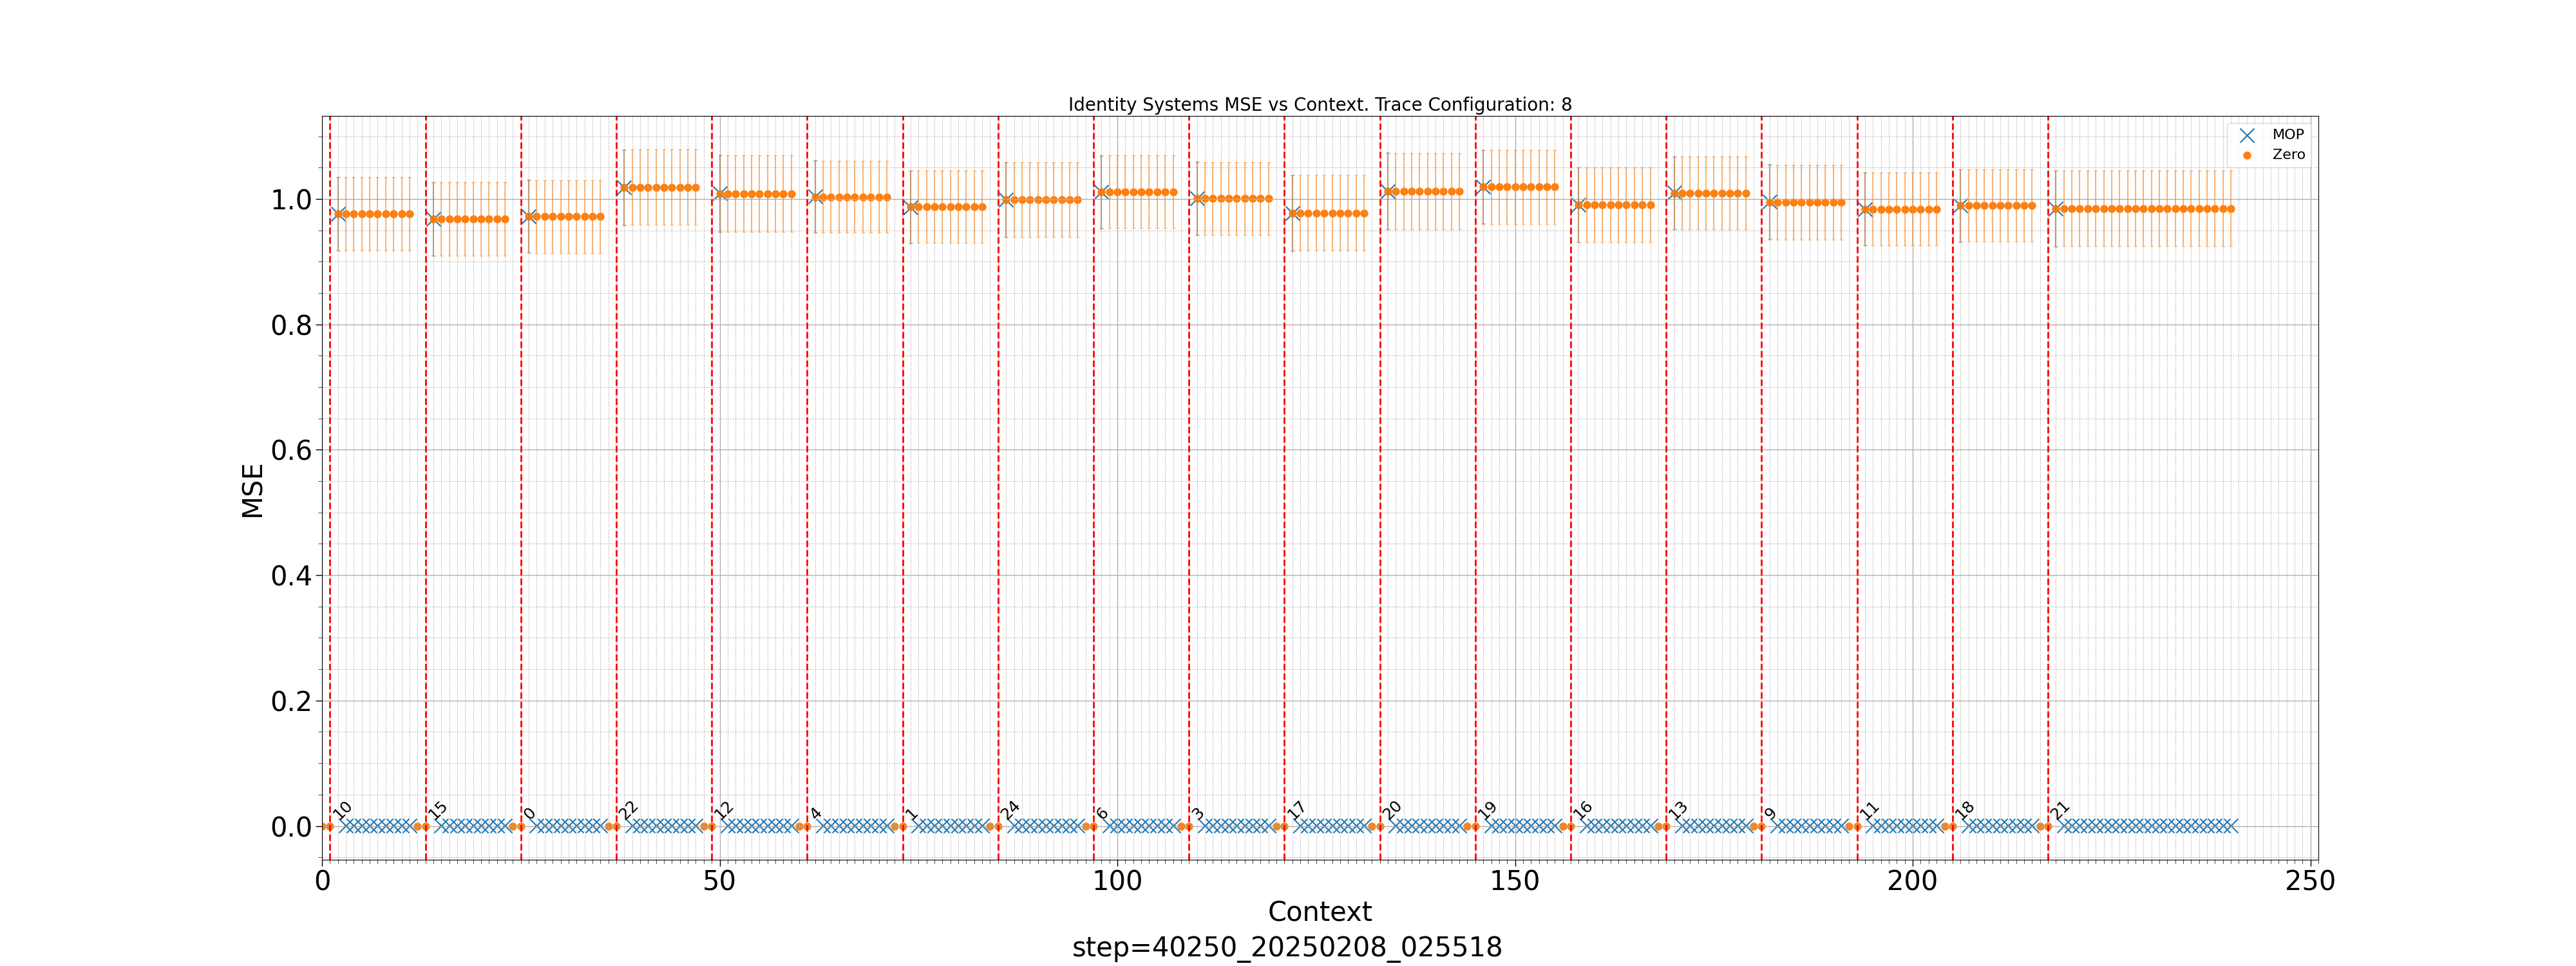 Identity Systems MSE vs Context. Trace Configuration: 8
MOP
Zero
MSE
1.0
0.8
0.6
0.4
0.2
0.0
10 15 0 22 12 4 1 24 6 3 17 20 19 16 13 9 11 18 21
0 50 100 150 200 250
Context
step=40250_20250208_025518